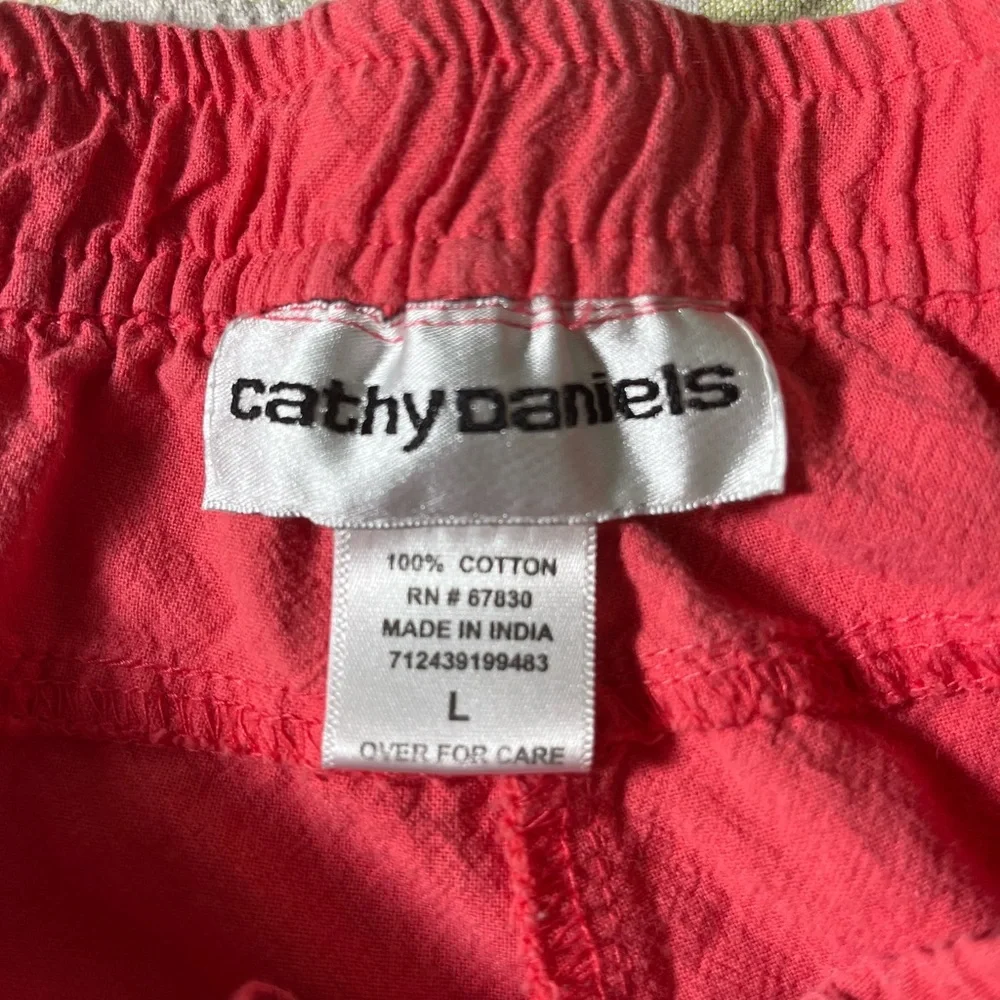 cathy Daniels
100% COTTON
RN # 67830
MADE IN INDIA
712439199483
L
OVER FOR CARE